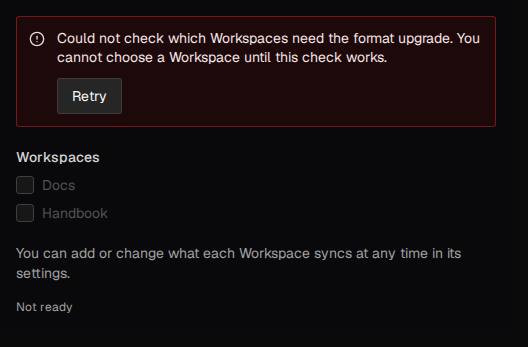 Could not check which Workspaces need the format upgrade. You
cannot choose a Workspace until this check works.
Retry
Workspaces
Docs
Handbook
You can add or change what each Workspace syncs at any time in its
settings.
Not ready